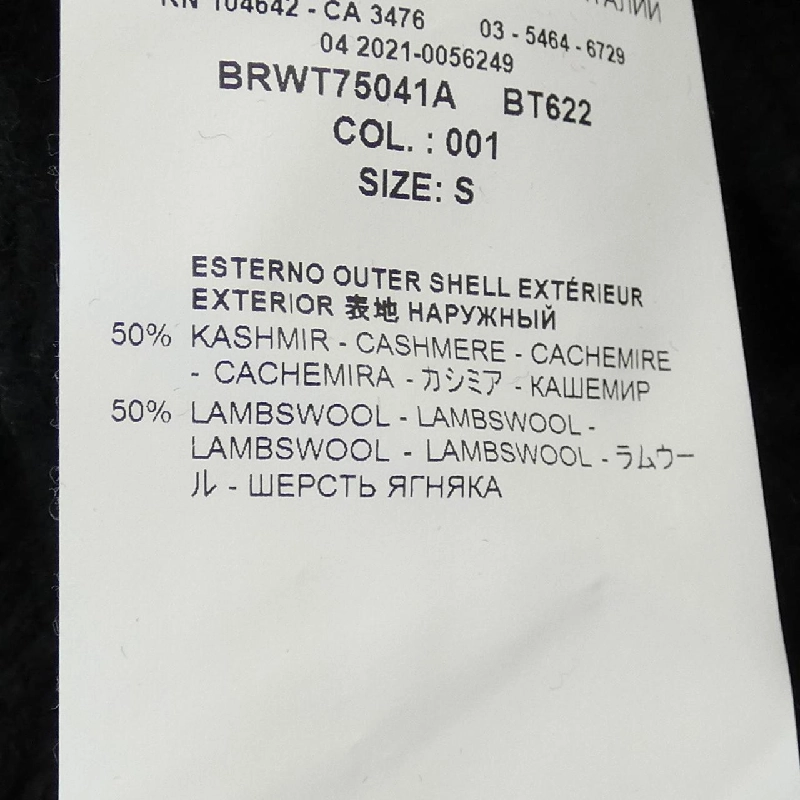 RN 104642 - CA 3476 03 - 5464 - 6729
04 2021-0056249
BRWT75041A BT622
COL. : 001
SIZE: S
ESTERNO OUTER SHELL EXTÉRIEUR
EXTERIOR 表地 НАРУЖНЫЙ
50% KASHMIR - CASHMERE - CACHEMIRE
- CACHEMIRA - カシミア - КАШЕМИР
50% LAMBSWOOL - LAMBSWOOL -
LAMBSWOOL - LAMBSWOOL - ラムウー
ル - ШЕРСТЬ ЯГНЯКА